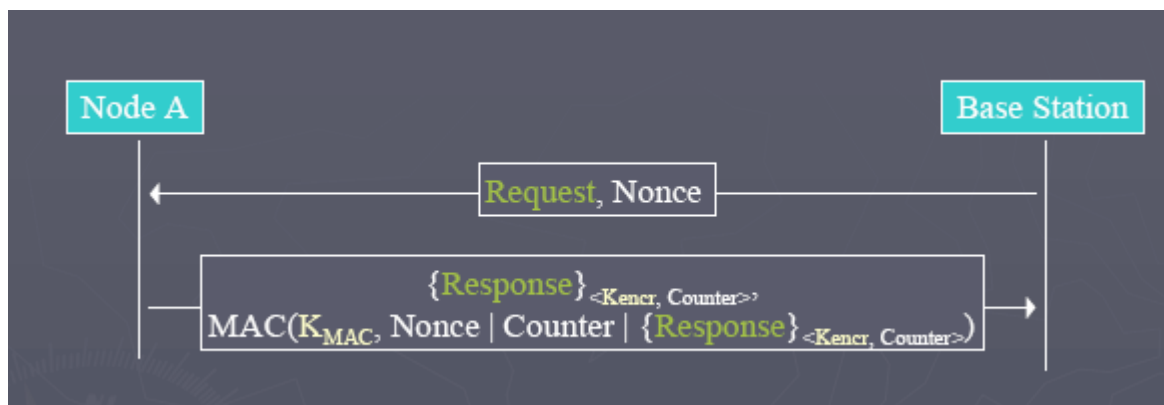 Node A
Base Station
Request, Nonce
{Response}<Kencr, Counter>,
MAC(KMAC, Nonce | Counter | {Response}<Kencr, Counter>)